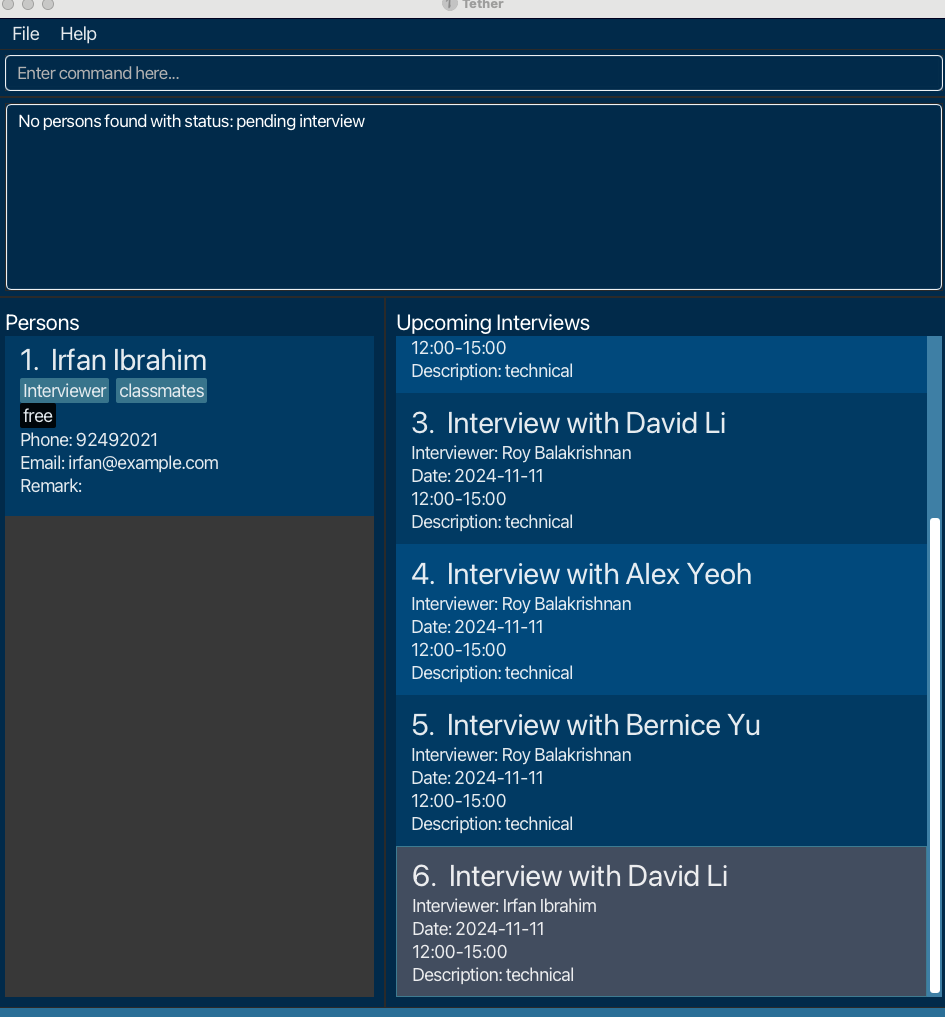 Tether
File Help
Enter command here...
No persons found with status: pending interview
Persons
1. Irfan Ibrahim
Interviewer classmates
free
Phone: 92492021
Email: irfan@example.com
Remark:
Upcoming Interviews
12:00-15:00
Description: technical
3. Interview with David Li
Interviewer: Roy Balakrishnan
Date: 2024-11-11
12:00-15:00
Description: technical
4. Interview with Alex Yeoh
Interviewer: Roy Balakrishnan
Date: 2024-11-11
12:00-15:00
Description: technical
5. Interview with Bernice Yu
Interviewer: Roy Balakrishnan
Date: 2024-11-11
12:00-15:00
Description: technical
6. Interview with David Li
Interviewer: Irfan Ibrahim
Date: 2024-11-11
12:00-15:00
Description: technical